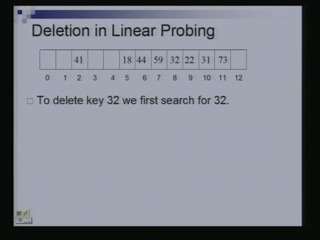 Deletion in Linear Probing
41 18 44 59 32 22 31 73
0 1 2 3 4 5 6 7 8 9 10 11 12
To delete key 32 we first search for 32.